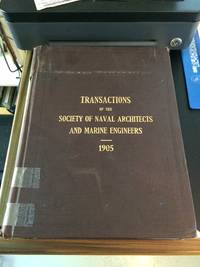 TRANSACTIONS
OF THE
SOCIETY OF NAVAL ARCHITECTS
AND MARINE ENGINEERS
1905